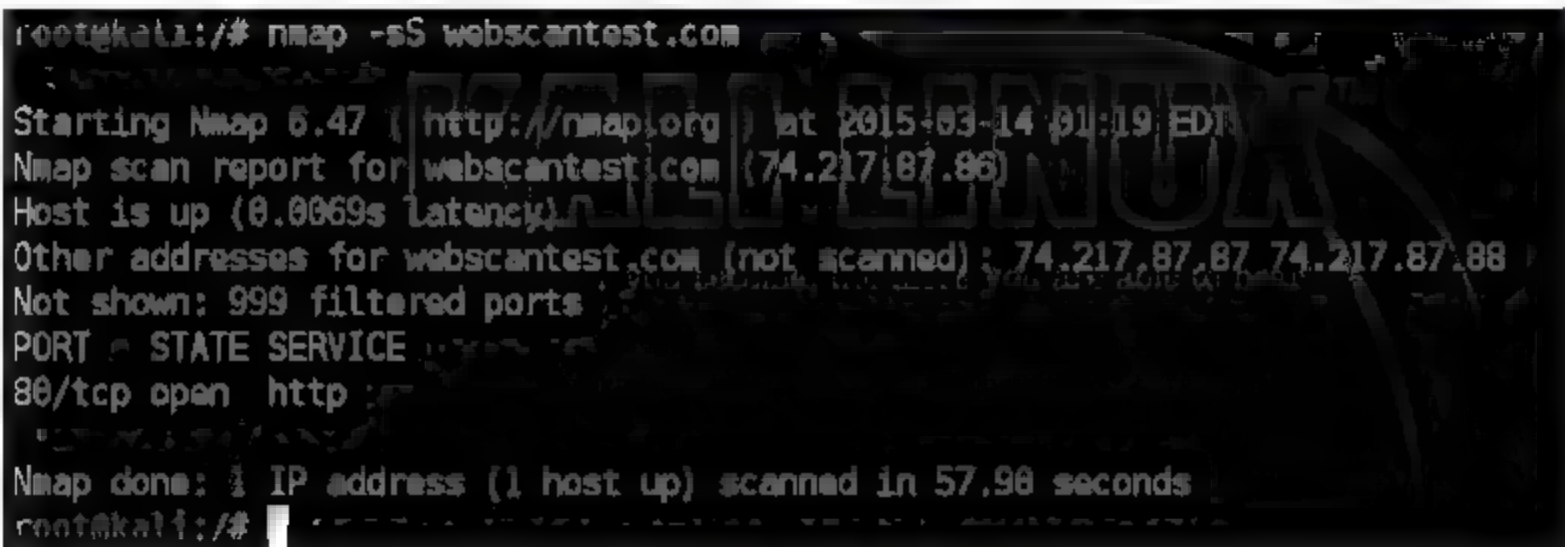 root@kali:/# nmap -sS webscantest.com
KALI LINUX
Starting Nmap 6.47 ( http://nmap.org ) at 2015-03-14 01:19 EDT
Nmap scan report for webscantest.com (74.217.87.86)
Host is up (0.0069s latency).
Other addresses for webscantest.com (not scanned): 74.217.87.87 74.217.87.88
Not shown: 999 filtered ports
PORT STATE SERVICE
80/tcp open http
Nmap done: 1 IP address (1 host up) scanned in 57.90 seconds
root@kali:/#